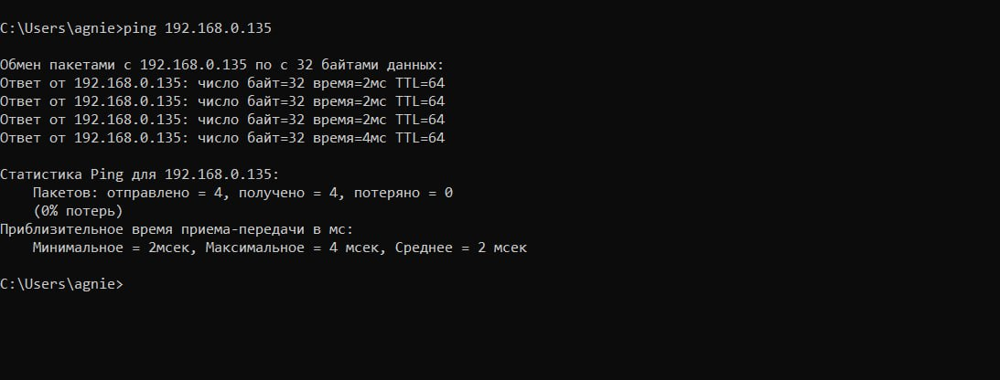 C:\Users\agnie>ping 192.168.0.135
Обмен пакетами с 192.168.0.135 по с 32 байтами данных:
Ответ от 192.168.0.135: число байт=32 время=2мс TTL=64
Ответ от 192.168.0.135: число байт=32 время=2мс TTL=64
Ответ от 192.168.0.135: число байт=32 время=2мс TTL=64
Ответ от 192.168.0.135: число байт=32 время=4мс TTL=64
Статистика Ping для 192.168.0.135:
Пакетов: отправлено = 4, получено = 4, потеряно = 0
(0% потерь)
Приблизительное время приема-передачи в мс:
Минимальное = 2мсек, Максимальное = 4 мсек, Среднее = 2 мсек
C:\Users\agnie>